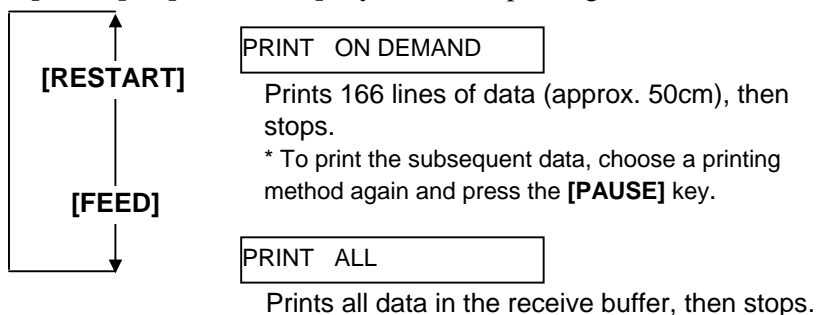 PRINT ON DEMAND
[RESTART]
Prints 166 lines of data (approx. 50cm), then
stops.
* To print the subsequent data, choose a printing
method again and press the [PAUSE] key.
[FEED]
PRINT ALL
Prints all data in the receive buffer, then stops.